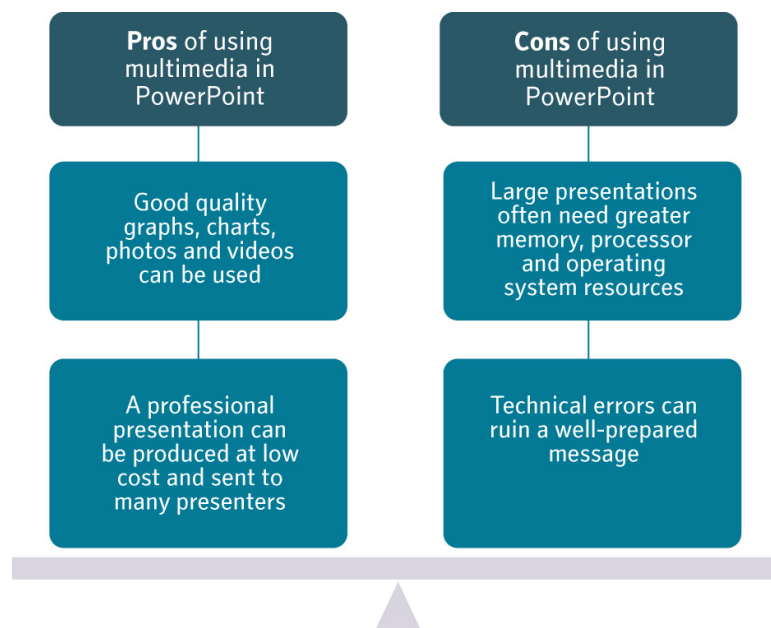 Pros of using
multimedia in
PowerPoint
Good quality
graphs, charts,
photos and videos
can be used
A professional
presentation can
be produced at low
cost and sent to
many presenters
Cons of using
multimedia in
PowerPoint
Large presentations
often need greater
memory, processor
and operating
system resources
Technical errors can
ruin a well-prepared
message